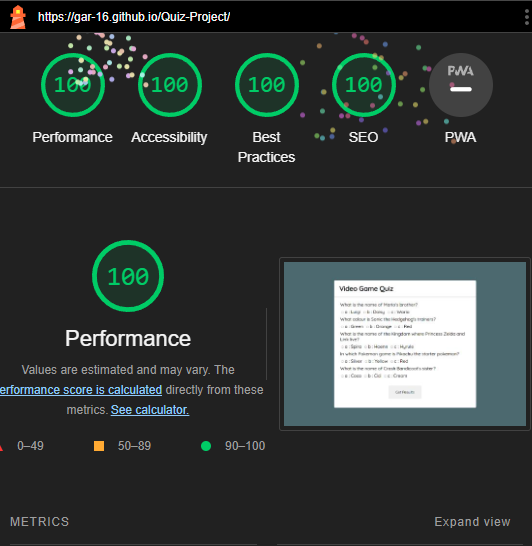 https://gar-16.github.io/Quiz-Project/
100 100 100 100 PWA
Performance Accessibility Best Practices SEO PWA
100
Performance
Values are estimated and may vary. The
erformance score is calculated directly from these
metrics. See calculator.
0–49 50–89 90–100
Video Game Quiz
What is the name of Mario's brother?
a : Luigi b : Daisy c : Wario
What colour is Sonic the Hedgehog's trainers?
a : Green b : Orange c : Red
What is the name of the Kingdom where Princess Zelda and
Link live?
a : Spira b : Hoenn c : Hyrule
In which Pokemon game is Pikachu the starter pokemon?
a : Silver b : Yellow c : Red
What is the name of Crash Bandicoot's sister?
a : Coco b : Cici c :
Get Results
METRICS
Expand view